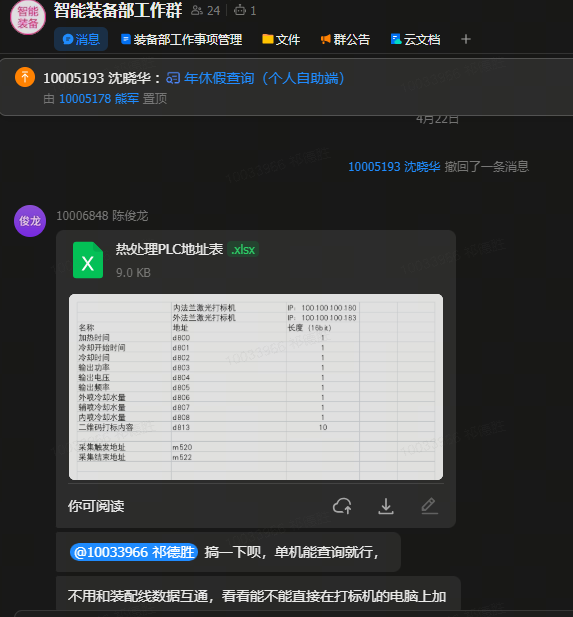 智能
装备
智能装备部工作群 24 1
消息 装备部工作事项管理 文件 群公告 云文档
10005193 沈晓华： 年休假查询（个人自助端）
由 10005178 熊军 置顶
4月22日
10005193 沈晓华 撤回了一条消息
俊龙
10006848 陈俊龙
热处理PLC地址表 .xlsx
9.0 KB
内法兰激光打标机 IP： 100 100 100 180
外法兰激光打标机 IP： 100 100 100 183
名称 地址 长度（16bit）
加热时间 d800 1
冷却开始时间 d801 1
冷却时间 d802 1
输出功率 d803 1
输出电压 d804 1
输出频率 d805 1
外喷冷却水量 d806 1
辅喷冷却水量 d807 1
内喷冷却水量 d808 1
二维码打标内容 d813 10
采集触发地址 m520
采集结束地址 m522
你可阅读
@10033966 祁德胜 搞一下呗，单机能查询就行，
不用和装配线数据互通，看看能不能直接在打标机的电脑上加